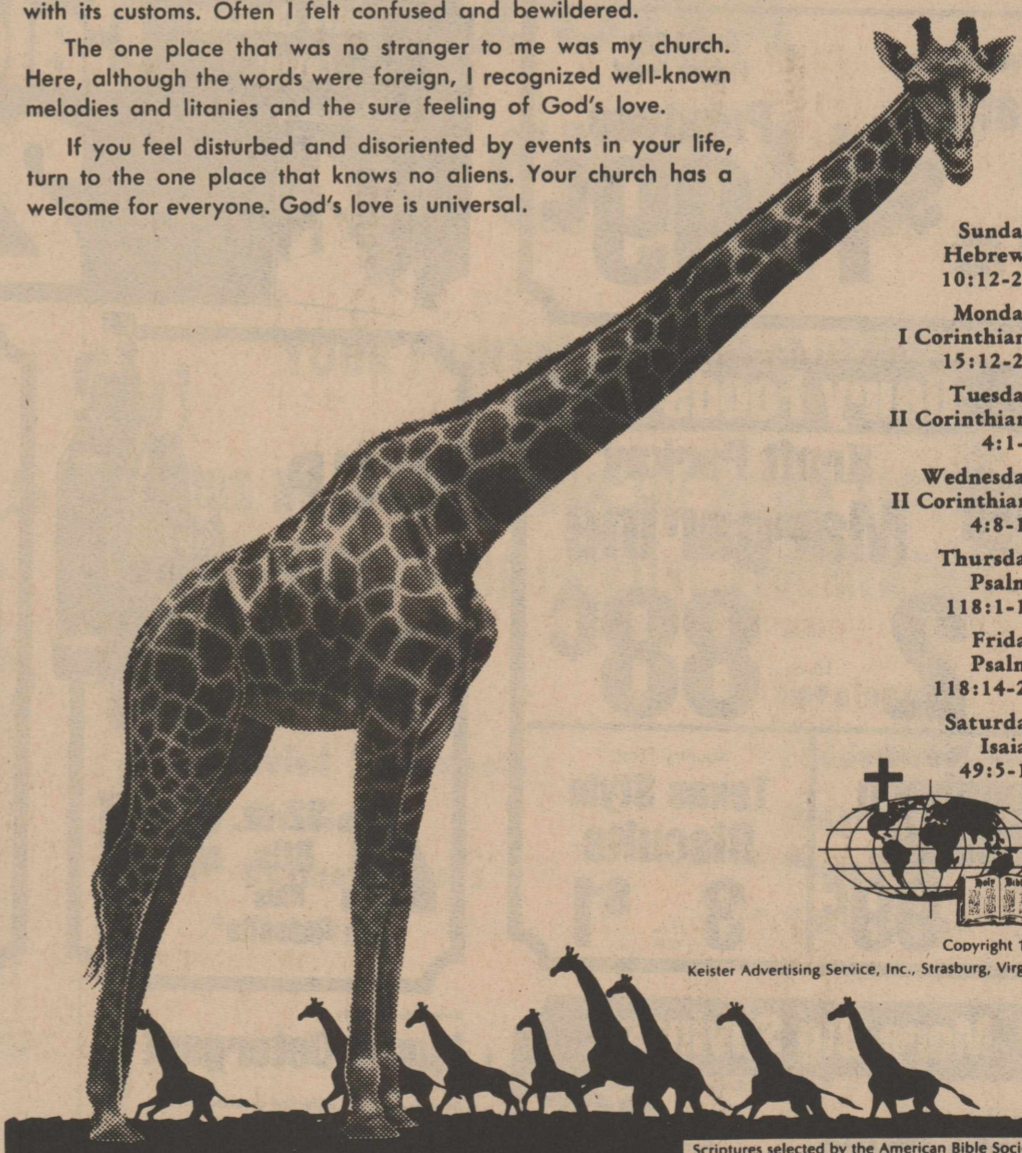 with its customs. Often I felt confused and bewildered.
The one place that was no stranger to me was my church.
Here, although the words were foreign, I recognized well-known
melodies and litanies and the sure feeling of God's love.
If you feel disturbed and disoriented by events in your life,
turn to the one place that knows no aliens. Your church has a
welcome for everyone. God's love is universal.
Sunda
Hebrew
10:12-2
Monda
I Corinthian
15:12-2
Tuesda
II Corinthian
4:1-
Wednesda
II Corinthian
4:8-1
Thursda
Psalm
118:1-1
Frida
Psalm
118:14-2
Saturda
Isaia
49:5-1
Holy Bible
Copyright 1
Keister Advertising Service, Inc., Strasburg, Virg
Scriptures selected by the American Bible Soci